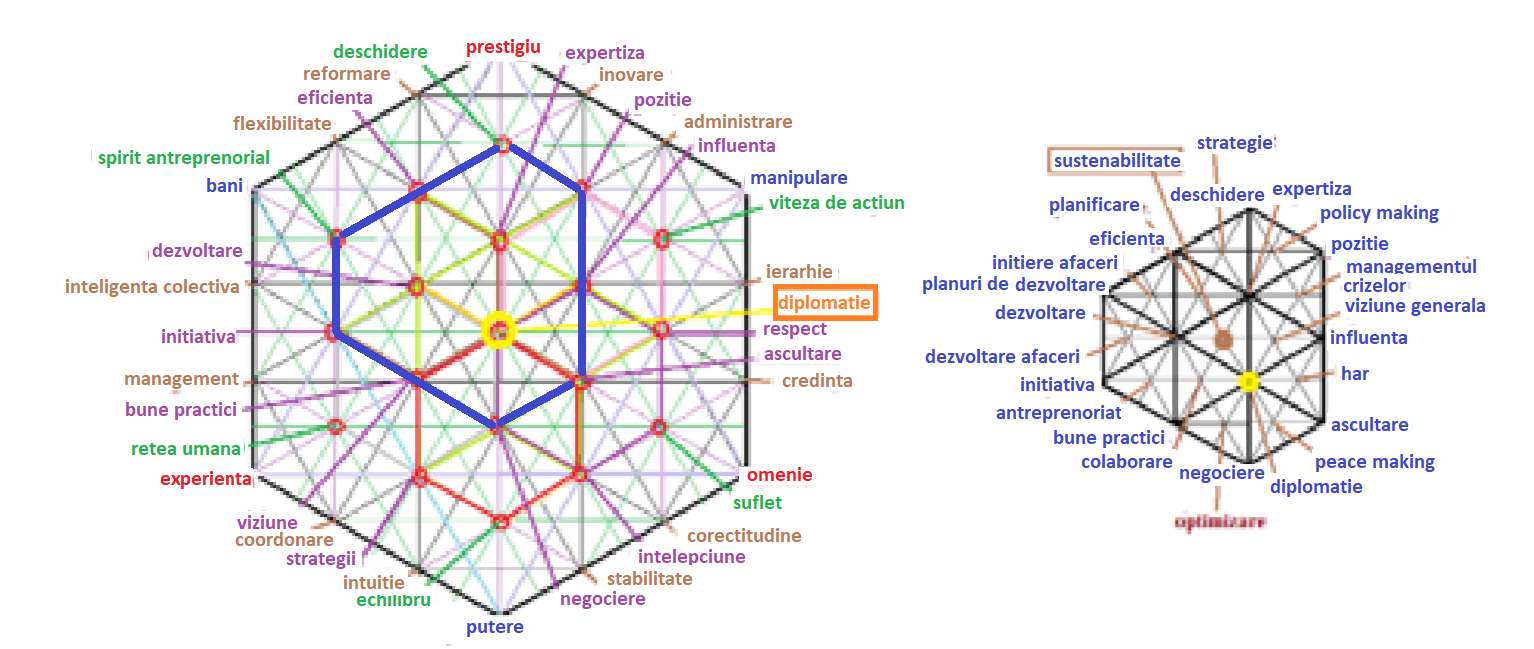 prestigiu
deschidere
expertiza
reformare
inovare
eficienta
pozitie
flexibilitate
administrare
influenta
spirit antreprenorial
bani
manipulare
viteza de actiun
dezvoltare
inteligenta colectiva
ierarhie
diplomatie
initiativa
respect
ascultare
management
credinta
bune practici
retea umana
experienta
omenie
suflet
viziune
coordonare
corectitudine
strategii
intelepciune
intuitie
stabilitate
echilibru
negociere
putere
strategie
sustenabilitate
deschidere
expertiza
planificare
policy making
eficienta
pozitie
initiere afaceri
managementul
crizelor
planuri de dezvoltare
viziune generala
dezvoltare
influenta
dezvoltare afaceri
har
initiativa
antreprenoriat
ascultare
bune practici
colaborare
peace making
negociere
diplomatie
optimizare